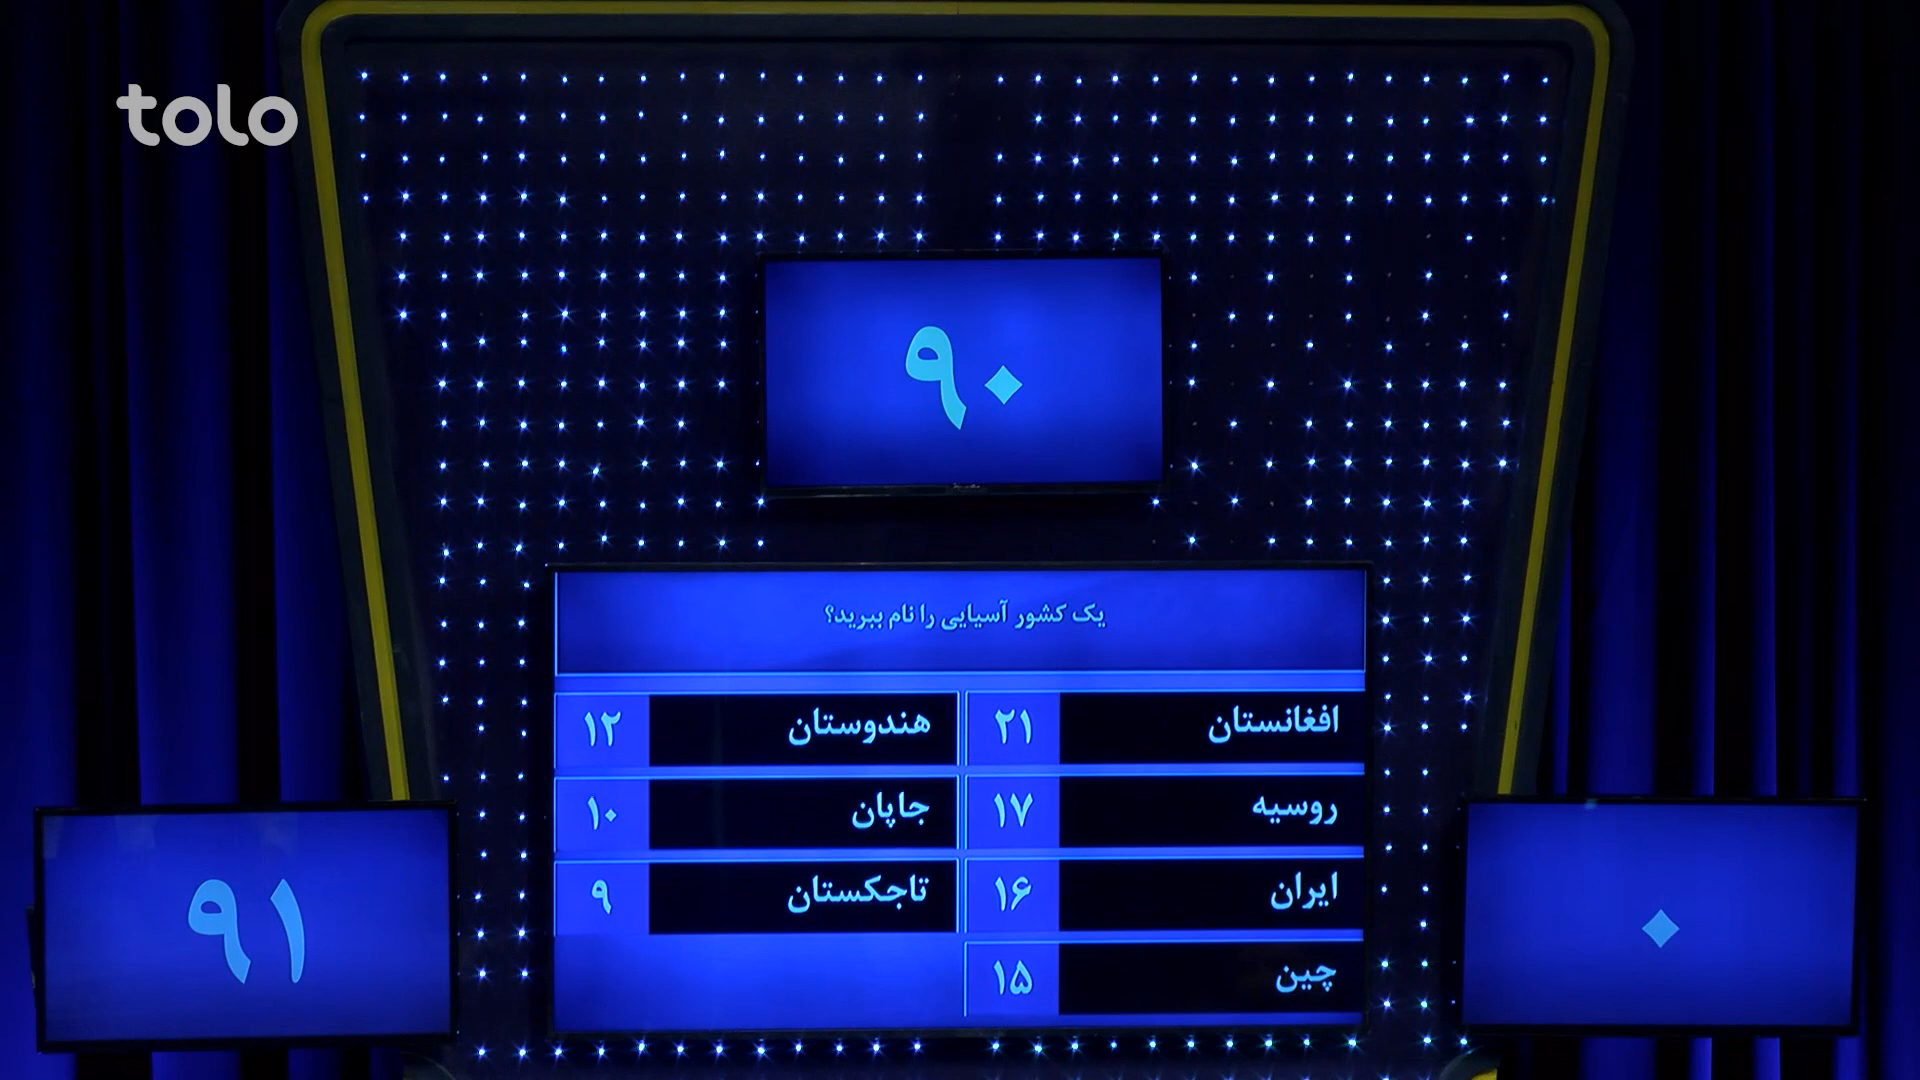 tolo
۹۰
یک کشور آسیایی را نام ببرید؟
افغانستان ۲۱
روسیه ۱۷
ایران ۱۶
چین ۱۵
هندوستان ۱۲
جاپان ۱۰
تاجکستان ۹
۹۱
۰